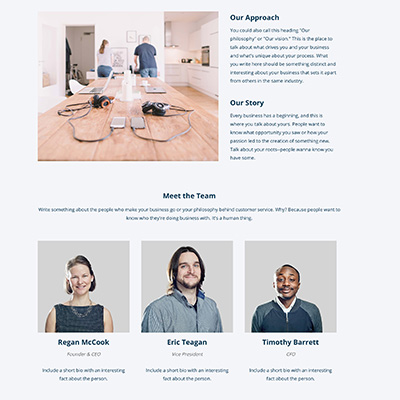 Our Approach
You could also call this heading "Our
philosophy" or "Our vision." This is the place to
talk about what drives you and your business
and what's unique about your process. What
you write here should be something distinct and
interesting about your business that sets it apart
from others in the same industry.
Our Story
Every business has a beginning, and this is
where you talk about yours. People want to
know what opportunity you saw or how your
passion led to the creation of something new.
Talk about your roots--people wanna know you
have some.
Meet the Team
Write something about the people who make your business go or your philosophy behind customer service. Why? Because people want to
know who they're doing business with. It's a human thing.
Regan McCook
Eric Teagan
Timothy Barrett
Founder & CEO
Vice President
CFO
Include a short bio with an interesting
fact about the person.
Include a short bio with an interesting
fact about the person.
Include a short bio with an interesting
fact about the person.